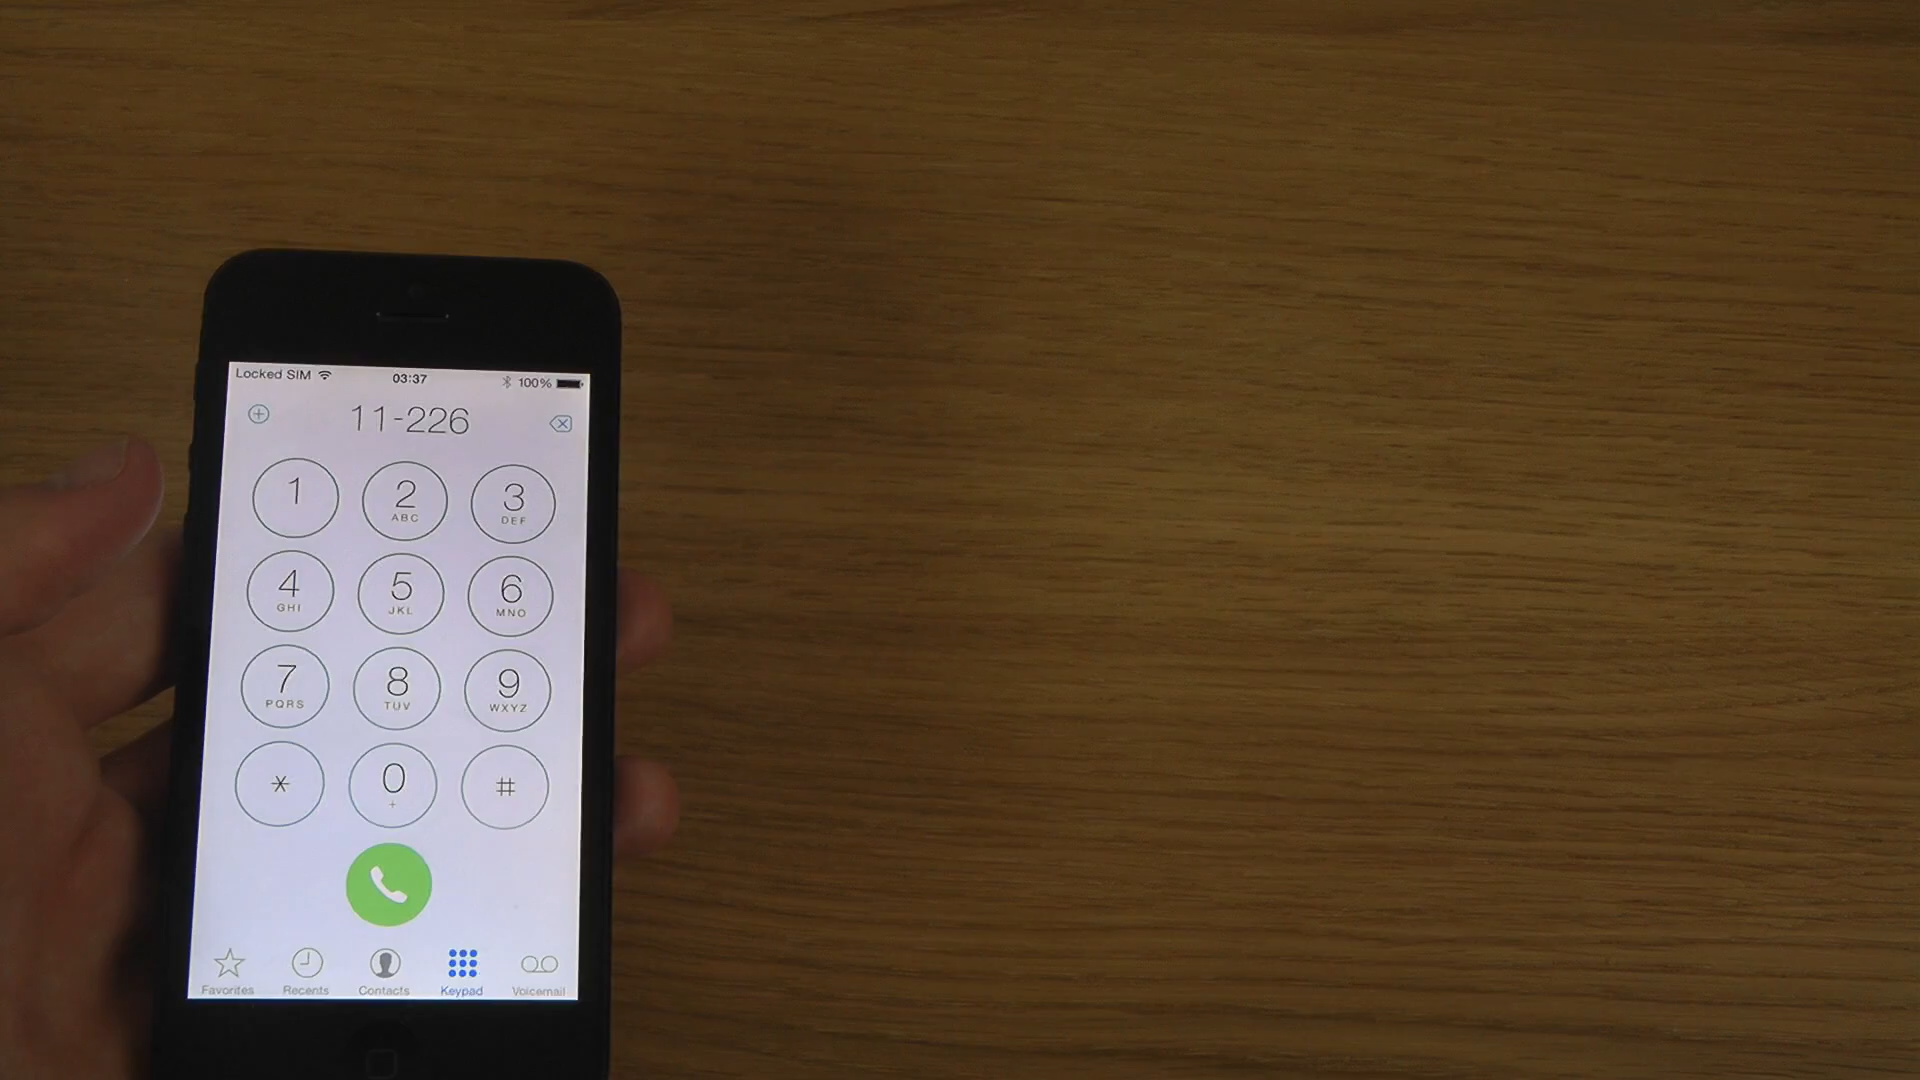 Locked SIM 03:37 100%
11-226
1 2 3
ABC DEF
4 5 6
GHI JKL MNO
7 8 9
PQRS TUV WXYZ
* 0 #
+
Favorites Recents Contacts Keypad Voicemail